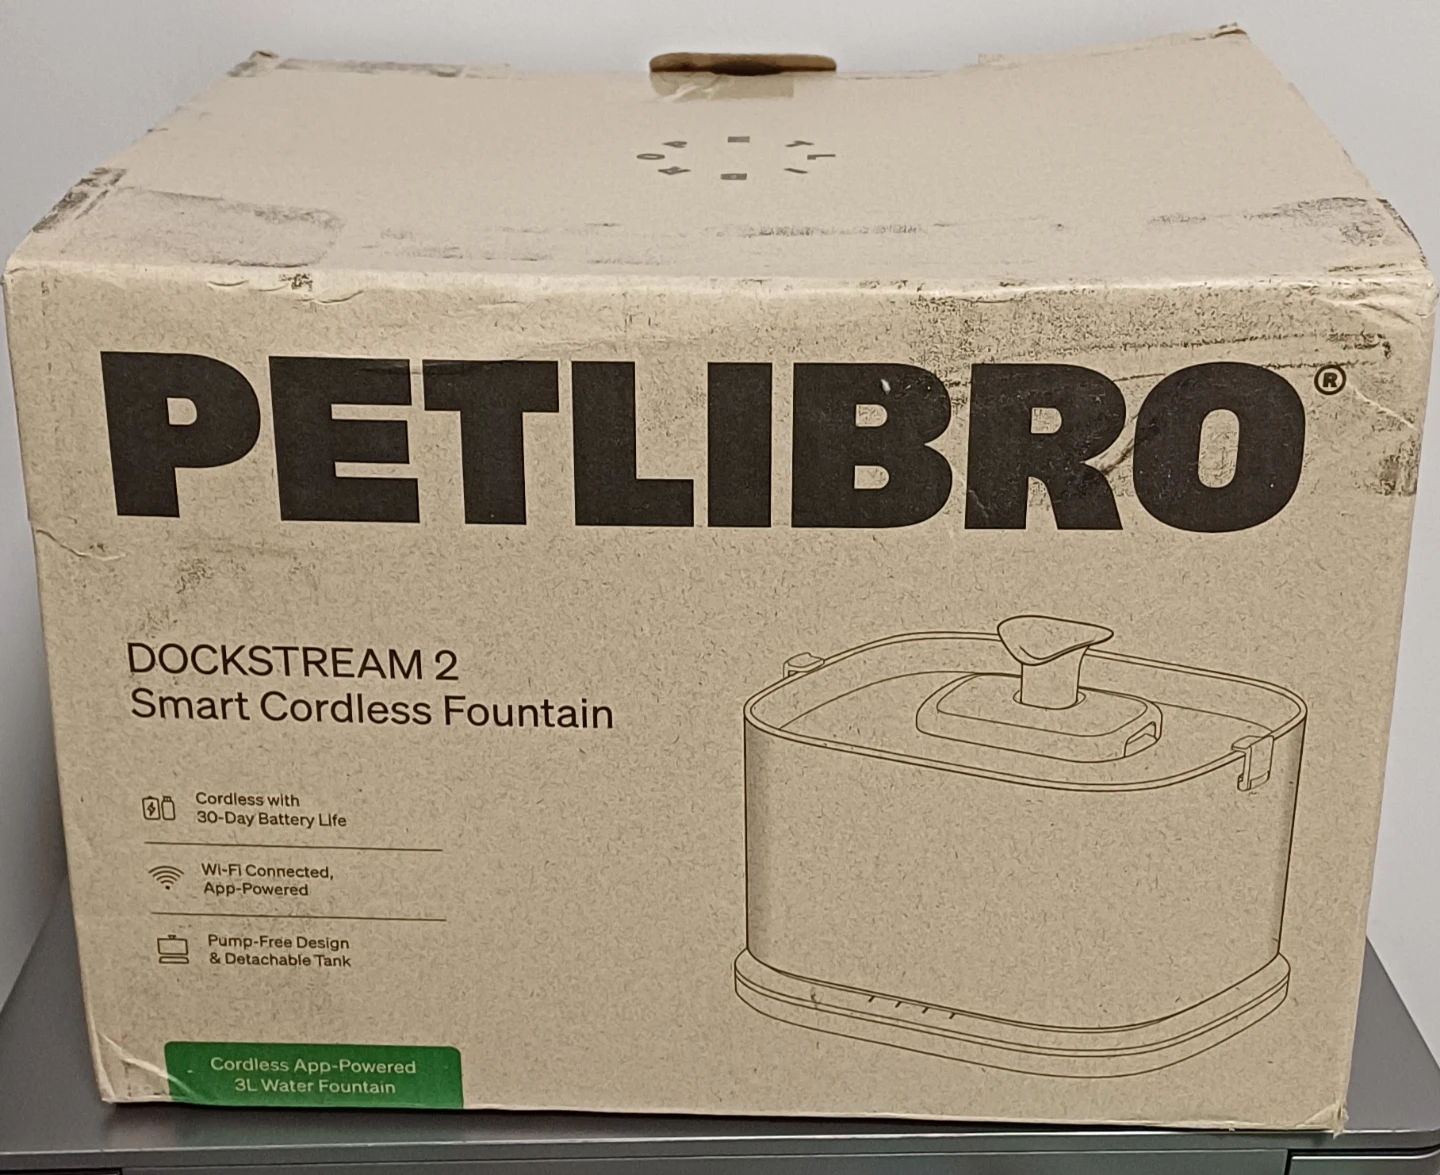 PETLIBRO
PETLIBRO®
DOCKSTREAM 2
Smart Cordless Fountain
Cordless with
30-Day Battery Life
Wi-Fi Connected,
App-Powered
Pump-Free Design
& Detachable Tank
Cordless App-Powered
3L Water Fountain